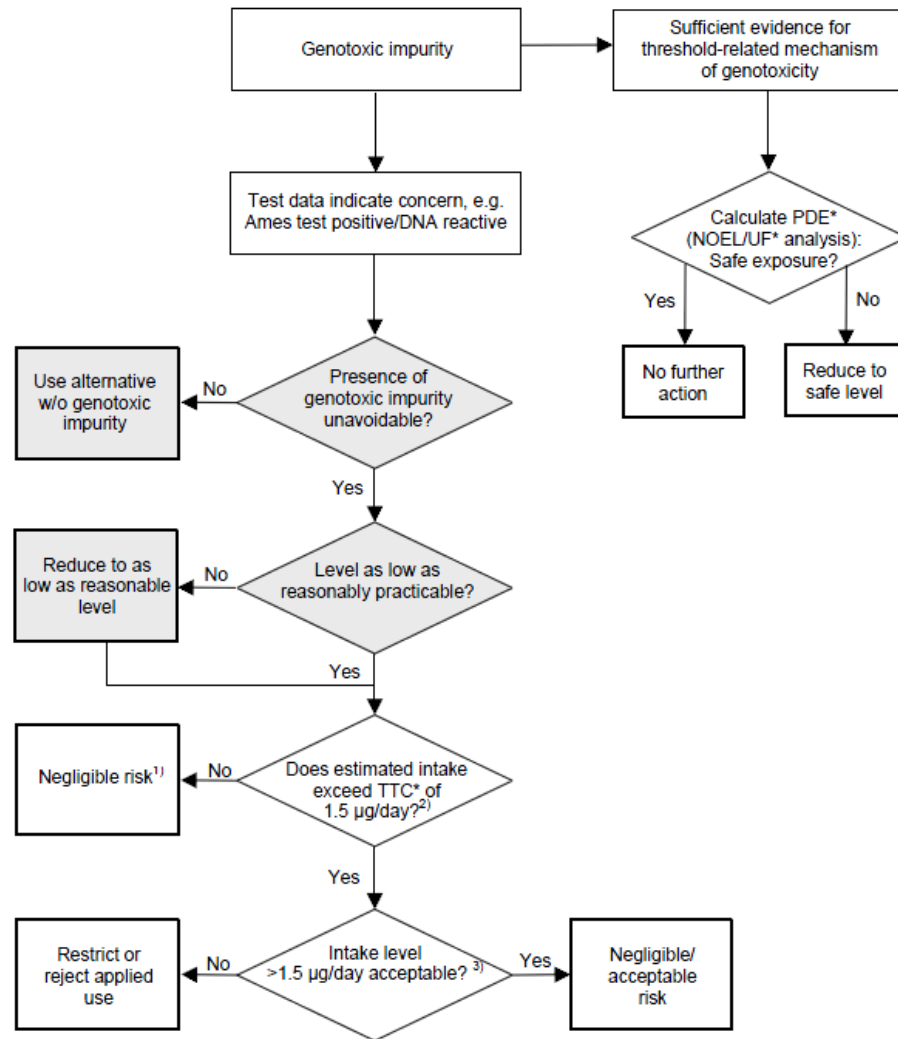 Genotoxic impurity
Sufficient evidence for
threshold-related mechanism
of genotoxicity
Test data indicate concern, e.g.
Ames test positive/DNA reactive
Calculate PDE*
(NOEL/UF* analysis):
Safe exposure?
Yes
No
No further
action
Reduce to
safe level
Use alternative
w/o genotoxic
impurity
No
Presence of
genotoxic impurity
unavoidable?
Yes
Reduce to as
low as reasonable
level
No
Level as low as
reasonably practicable?
Yes
Negligible risk¹⁾
No
Does estimated intake
exceed TTC* of
1.5 µg/day?²⁾
Yes
Restrict or
reject applied
use
No
Intake level
>1.5 µg/day acceptable? ³⁾
Yes
Negligible/
acceptable
risk